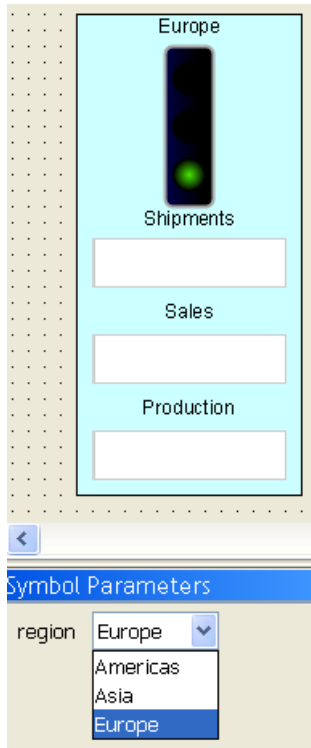 Europe
Shipments
Sales
Production
Symbol Parameters
region Europe
Americas
Asia
Europe